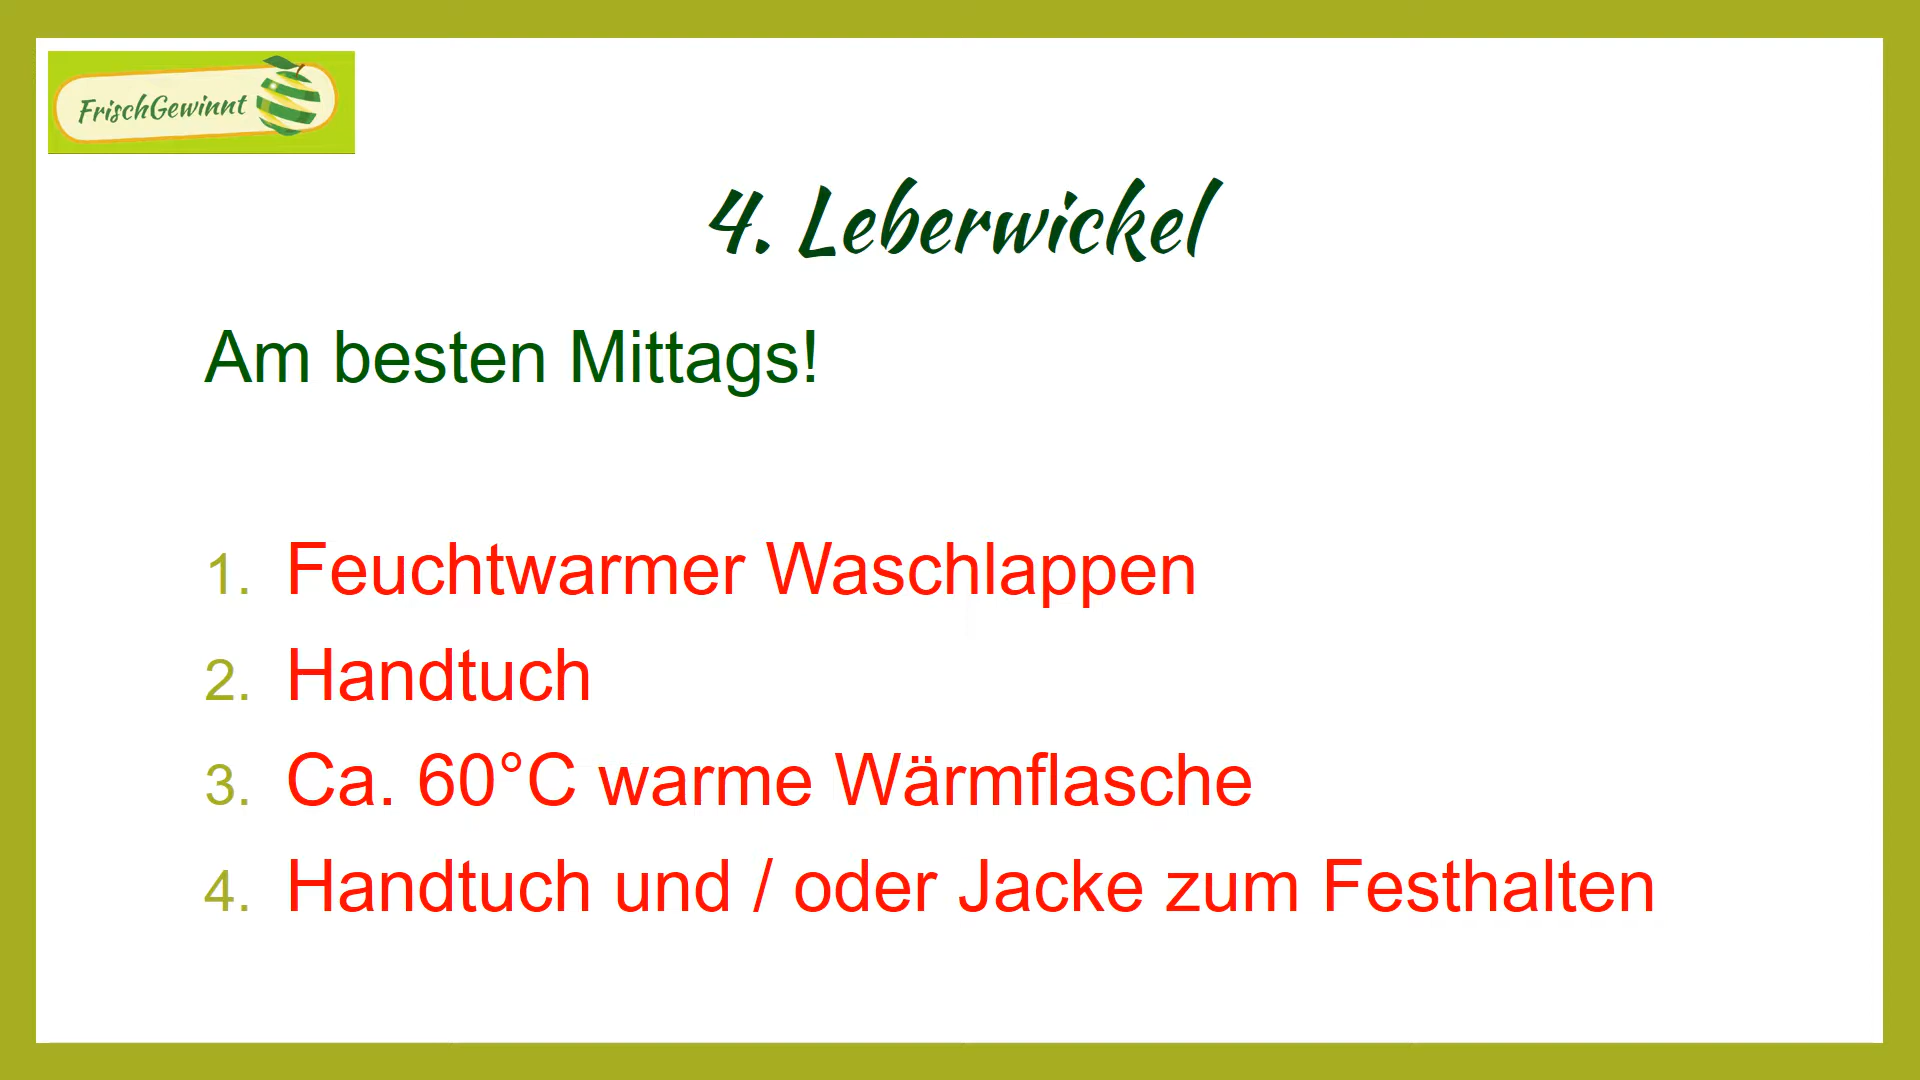 FrischGewinnt
4. Leberwickel
Am besten Mittags!
1. Feuchtwarmer Waschlappen
2. Handtuch
3. Ca. 60°C warme Wärmflasche
4. Handtuch und / oder Jacke zum Festhalten